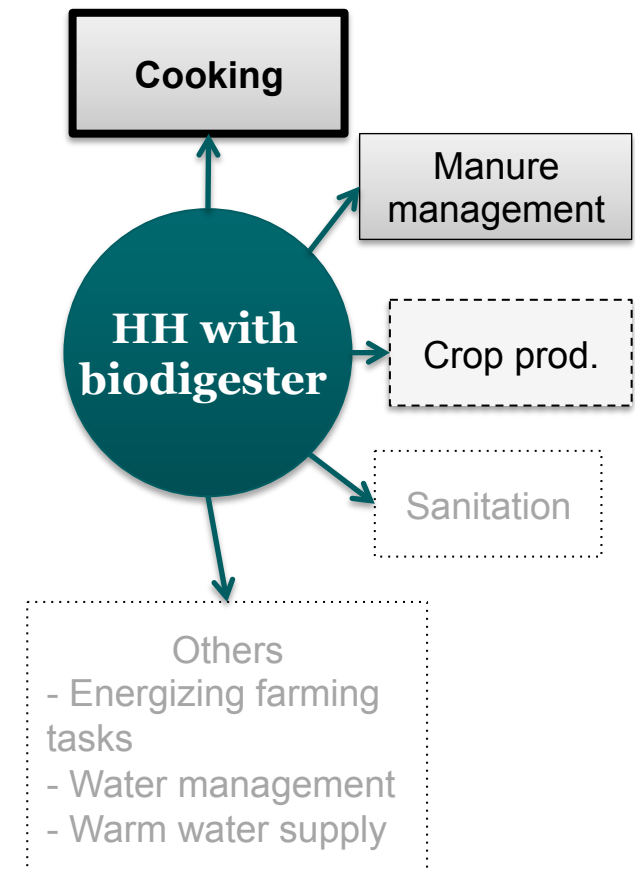 Cooking
Manure
management
HH with
biodigester
Crop prod.
Sanitation
Others
- Energizing farming
tasks
- Water management
- Warm water supply